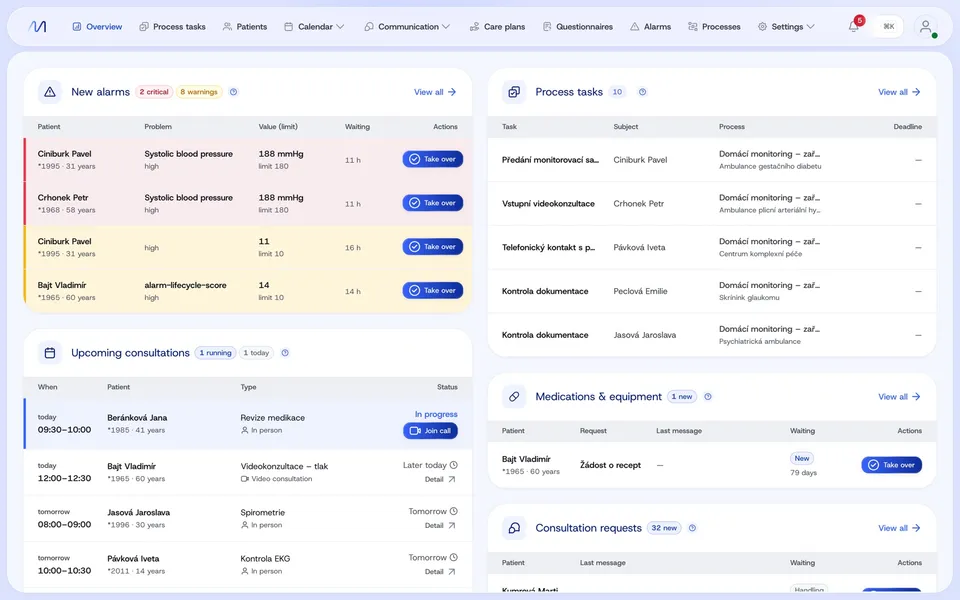 Overview
Process tasks
Patients
Calendar
Communication
Care plans
Questionnaires
Alarms
Processes
Settings
5
⌘K
New alarms 2 critical 8 warnings
View all
Patient Problem Value (limit) Waiting Actions
Ciniburk Pavel Systolic blood pressure 188 mmHg
*1995 · 31 years high limit 180 11 h Take over
Crhonek Petr Systolic blood pressure 188 mmHg
*1968 · 58 years high limit 180 11 h Take over
Ciniburk Pavel 11
*1995 · 31 years high limit 10 16 h Take over
Bajt Vladimír alarm-lifecycle-score 14
*1965 · 60 years high limit 10 14 h Take over
Upcoming consultations 1 running 1 today
When Patient Type Status
today Beránková Jana Revize medikace In progress
09:30–10:00 *1985 · 41 years In person Join call
today Bajt Vladimír Videokonzultace – tlak Later today
12:00–12:30 *1965 · 60 years Video consultation Detail
tomorrow Jasová Jaroslava Spirometrie Tomorrow
08:00–09:00 *1996 · 30 years In person Detail
tomorrow Pávková Iveta Kontrola EKG Tomorrow
10:00–10:30 *2011 · 14 years In person Detail
Process tasks 10
View all
Task Subject Process Deadline
Předání monitorovací sa… Ciniburk Pavel Domácí monitoring – zař… —
Ambulance gestačního diabetu
Vstupní videokonzultace Crhonek Petr Domácí monitoring – zař… —
Ambulance plicní arteriální hy…
Telefonický kontakt s p… Pávková Iveta Domácí monitoring – zař… —
Centrum komplexní péče
Kontrola dokumentace Peclová Emilie Domácí monitoring – zař… —
Skrínink glaukomu
Kontrola dokumentace Jasová Jaroslava Domácí monitoring – zař… —
Psychiatrická ambulance
Medications & equipment 1 new
View all
Patient Request Last message Waiting Actions
Bajt Vladimír Žádost o recept — New Take over
*1965 · 60 years 79 days
Consultation requests 32 new
View all
Patient Last message Waiting Actions
Handling